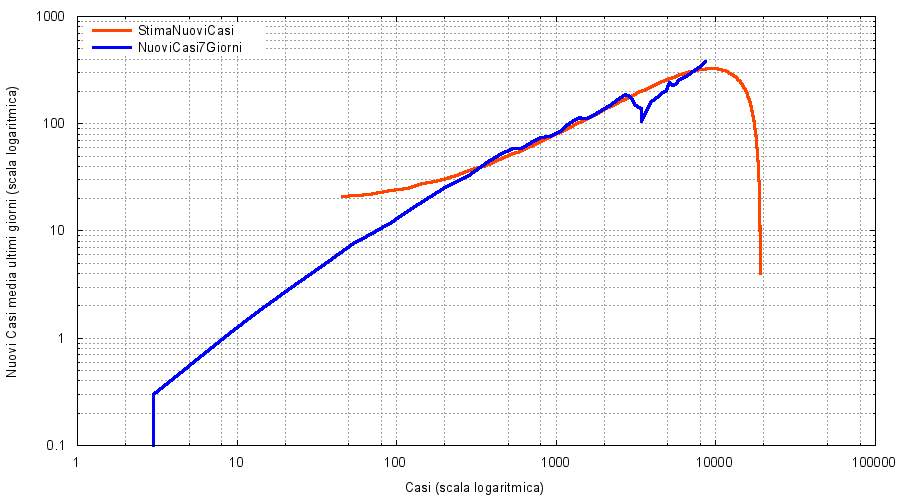 1000
100
10
1
0.1
Nuovi Casi media ultimi giorni (scala logaritmica)
StimaNuoviCasi
NuoviCasi7Giorni
1 10 100 1000 10000 100000
Casi (scala logaritmica)